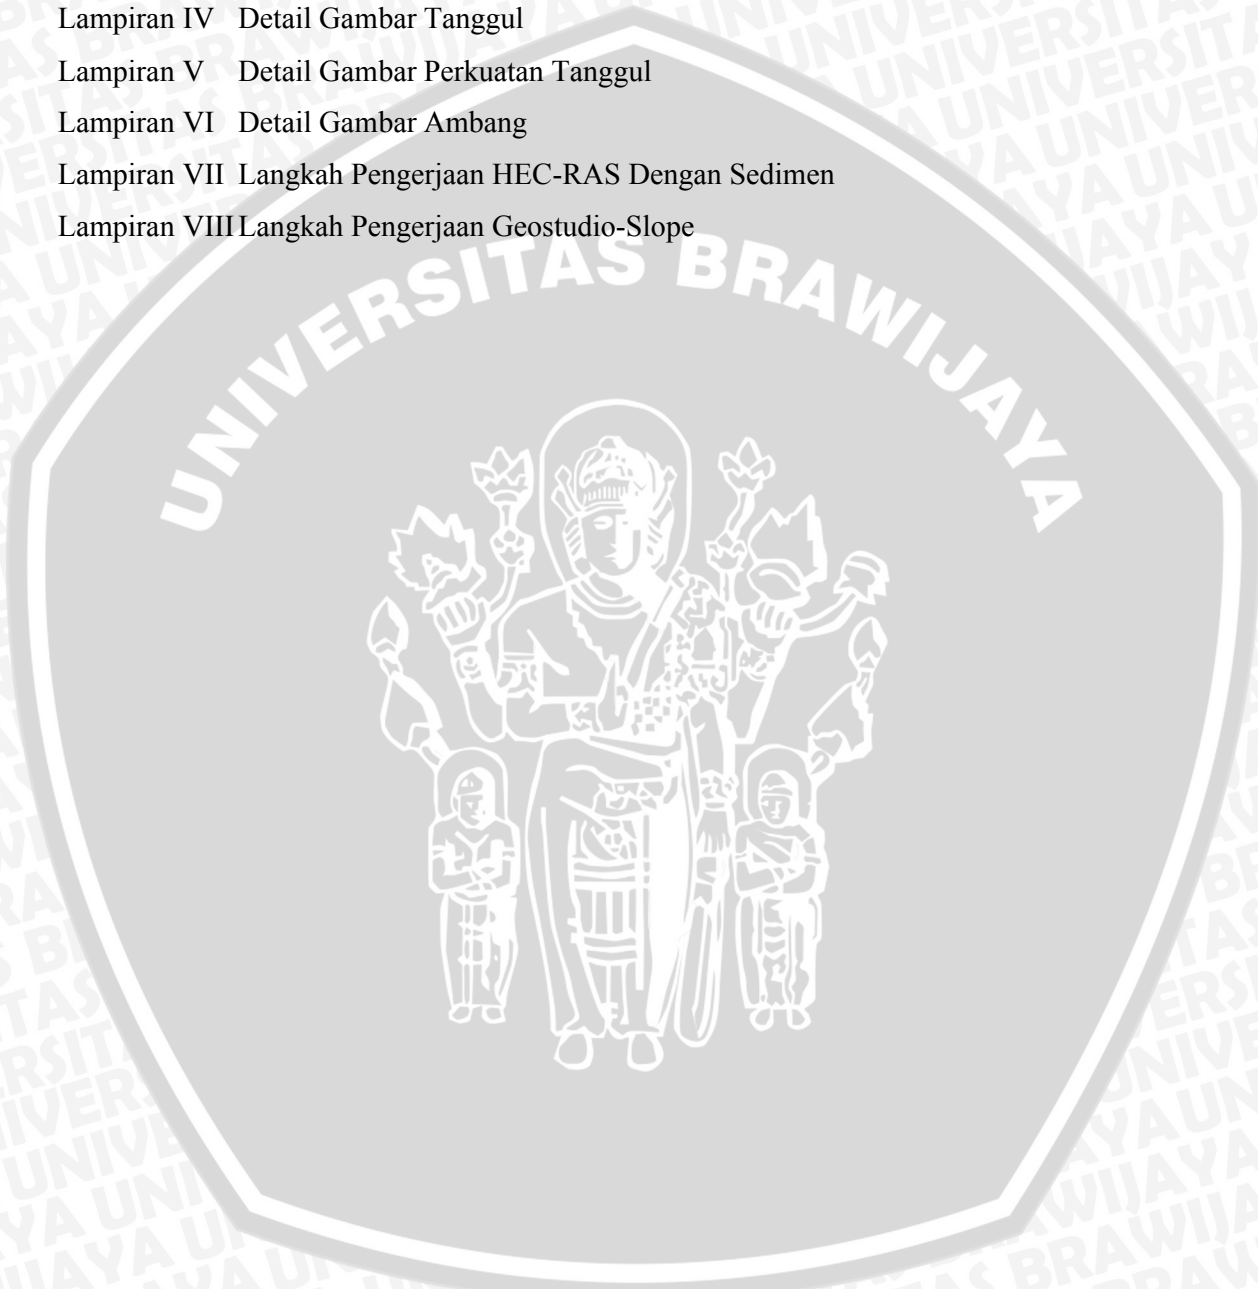 Lampiran IV Detail Gambar Tanggul
Lampiran V Detail Gambar Perkuatan Tanggul
Lampiran VI Detail Gambar Ambang
Lampiran VII Langkah Pengerjaan HEC-RAS Dengan Sedimen
Lampiran VIII Langkah Pengerjaan Geostudio-Slope
UNIVERSITAS BRAWIJAYA